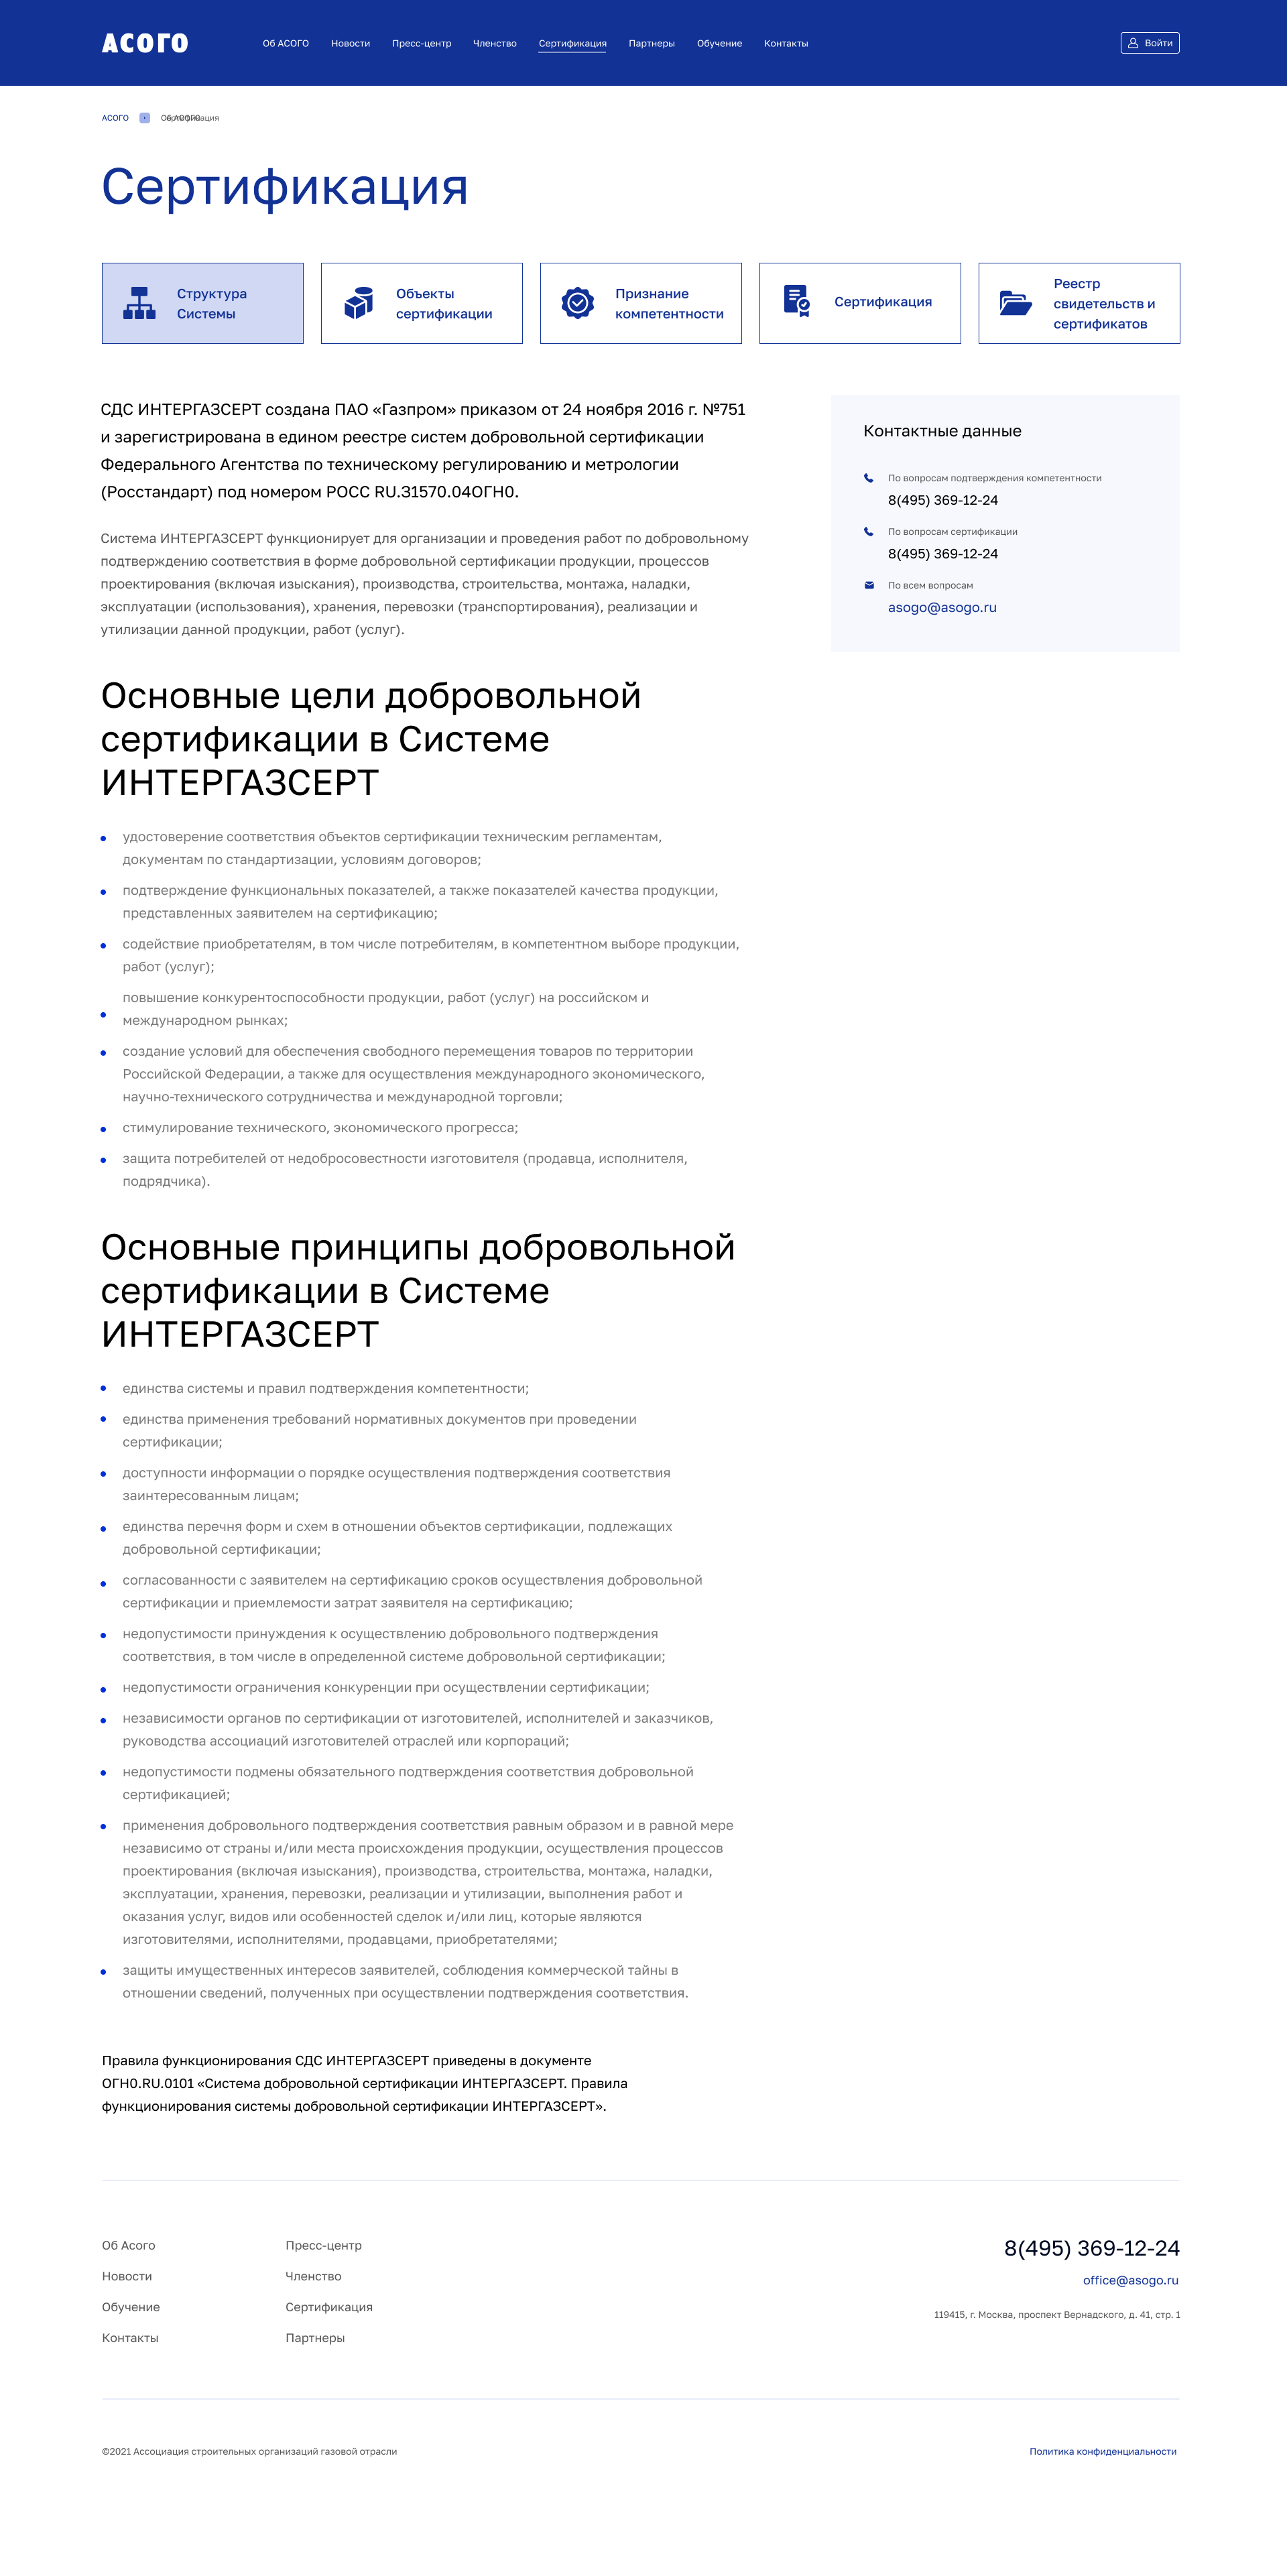 АСОГО
Об АСОГО Новости Пресс-центр Членство Сертификация Партнеры Обучение Контакты
Войти
АСОГО
Сертификация
Сертификация
Структура
Системы
Объекты
сертификации
Признание
компетентности
Сертификация
Реестр
свидетельств и
сертификатов
СДС ИНТЕРГАЗСЕРТ создана ПАО «Газпром» приказом от 24 ноября 2016 г. №751
и зарегистрирована в едином реестре систем добровольной сертификации
Федерального Агентства по техническому регулированию и метрологии
(Росстандарт) под номером РОСС RU.31570.04ОГН0.
Система ИНТЕРГАЗСЕРТ функционирует для организации и проведения работ по добровольному
подтверждению соответствия в форме добровольной сертификации продукции, процессов
проектирования (включая изыскания), производства, строительства, монтажа, наладки,
эксплуатации (использования), хранения, перевозки (транспортирования), реализации и
утилизации данной продукции, работ (услуг).
Контактные данные
По вопросам подтверждения компетентности
8(495) 369-12-24
По вопросам сертификации
8(495) 369-12-24
По всем вопросам
asogo@asogo.ru
Основные цели добровольной
сертификации в Системе
ИНТЕРГАЗСЕРТ
удостоверение соответствия объектов сертификации техническим регламентам,
документам по стандартизации, условиям договоров;
подтверждение функциональных показателей, а также показателей качества продукции,
представленных заявителем на сертификацию;
содействие приобретателям, в том числе потребителям, в компетентном выборе продукции,
работ (услуг);
повышение конкурентоспособности продукции, работ (услуг) на российском и
международном рынках;
создание условий для обеспечения свободного перемещения товаров по территории
Российской Федерации, а также для осуществления международного экономического,
научно-технического сотрудничества и международной торговли;
стимулирование технического, экономического прогресса;
защита потребителей от недобросовестности изготовителя (продавца, исполнителя,
подрядчика).
Основные принципы добровольной
сертификации в Системе
ИНТЕРГАЗСЕРТ
единства системы и правил подтверждения компетентности;
единства применения требований нормативных документов при проведении
сертификации;
доступности информации о порядке осуществления подтверждения соответствия
заинтересованным лицам;
единства перечня форм и схем в отношении объектов сертификации, подлежащих
добровольной сертификации;
согласованности с заявителем на сертификацию сроков осуществления добровольной
сертификации и приемлемости затрат заявителя на сертификацию;
недопустимости принуждения к осуществлению добровольного подтверждения
соответствия, в том числе в определенной системе добровольной сертификации;
недопустимости ограничения конкуренции при осуществлении сертификации;
независимости органов по сертификации от изготовителей, исполнителей и заказчиков,
руководства ассоциаций изготовителей отраслей или корпораций;
недопустимости подмены обязательного подтверждения соответствия добровольной
сертификацией;
применения добровольного подтверждения соответствия равным образом и в равной мере
независимо от страны и/или места происхождения продукции, осуществления процессов
проектирования (включая изыскания), производства, строительства, монтажа, наладки,
эксплуатации, хранения, перевозки, реализации и утилизации, выполнения работ и
оказания услуг, видов или особенностей сделок и/или лиц, которые являются
изготовителями, исполнителями, продавцами, приобретателями;
защиты имущественных интересов заявителей, соблюдения коммерческой тайны в
отношении сведений, полученных при осуществлении подтверждения соответствия.
Правила функционирования СДС ИНТЕРГАЗСЕРТ приведены в документе
ОГН0.RU.0101 «Система добровольной сертификации ИНТЕРГАЗСЕРТ. Правила
функционирования системы добровольной сертификации ИНТЕРГАЗСЕРТ».
Об Асого
Новости
Обучение
Контакты
Пресс-центр
Членство
Сертификация
Партнеры
8(495) 369-12-24
office@asogo.ru
119415, г. Москва, проспект Вернадского, д. 41, стр. 1
©2021 Ассоциация строительных организаций газовой отрасли
Политика конфиденциальности